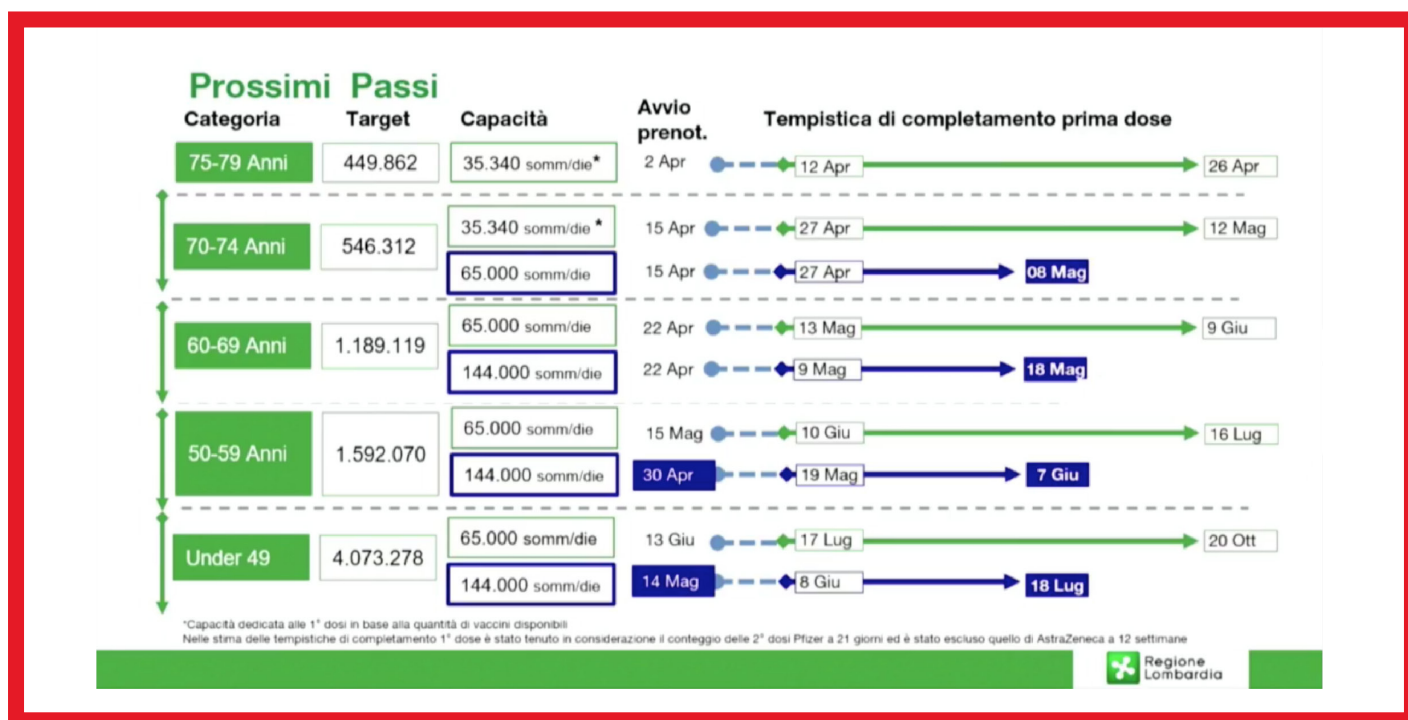 Prossimi Passi
Categoria Target Capacità Avvio prenot. Tempistica di completamento prima dose
75-79 Anni 449.862 35.340 somm/die* 2 Apr 12 Apr 26 Apr
70-74 Anni 546.312 35.340 somm/die * 15 Apr 27 Apr 12 Mag
65.000 somm/die 15 Apr 27 Apr 08 Mag
60-69 Anni 1.189.119 65.000 somm/die 22 Apr 13 Mag 9 Giu
144.000 somm/die 22 Apr 9 Mag 18 Mag
50-59 Anni 1.592.070 65.000 somm/die 15 Mag 10 Giu 16 Lug
144.000 somm/die 30 Apr 19 Mag 7 Giu
Under 49 4.073.278 65.000 somm/die 13 Giu 17 Lug 20 Ott
144.000 somm/die 14 Mag 8 Giu 18 Lug
*Capacità dedicata alle 1° dosi in base alla quantità di vaccini disponibili
Nelle stima delle tempistiche di completamento 1° dose è stato tenuto in considerazione il conteggio delle 2° dosi Pfizer a 21 giorni ed è stato escluso quello di AstraZeneca a 12 settimane
Regione
Lombardia